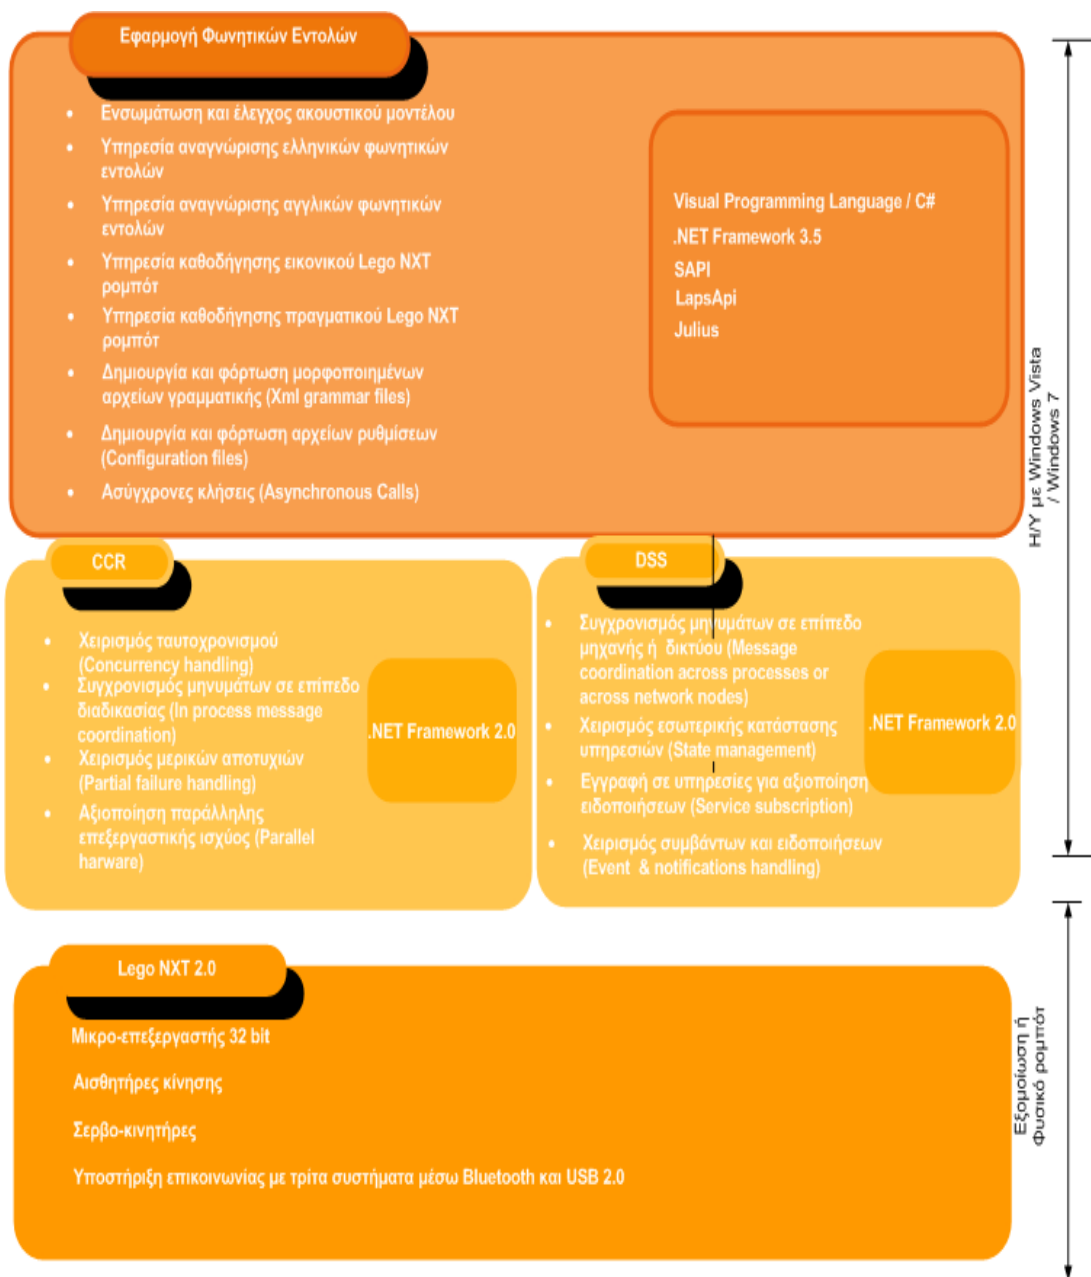 Εφαρμογή Φωνητικών Εντολών
• Ενσωμάτωση και έλεγχος ακουστικού μοντέλου
• Υπηρεσία αναγνώρισης ελληνικών φωνητικών
εντολών
• Υπηρεσία αναγνώρισης αγγλικών φωνητικών
εντολών
• Υπηρεσία καθοδήγησης εικονικού Lego NXT
ρομπότ
• Υπηρεσία καθοδήγησης πραγματικού Lego NXT
ρομπότ
• Δημιουργία και φόρτωση μορφοποιημένων
αρχείων γραμματικής (Xml grammar files)
• Δημιουργία και φόρτωση αρχείων ρυθμίσεων
(Configuration files)
• Ασύγχρονες κλήσεις (Asynchronous Calls)
Visual Programming Language / C#
.NET Framework 3.5
SAPI
LapsApi
Julius
Η/Υ με Windows Vista
/ Windows 7
CCR
• Χειρισμός ταυτοχρονισμού
(Concurrency handling)
• Συγχρονισμός μηνυμάτων σε επίπεδο
διαδικασίας (In process message
coordination)
• Χειρισμός μερικών αποτυχιών
(Partial failure handling)
• Αξιοποίηση παράλληλης
επεξεργαστικής ισχύος (Parallel
harware)
.NET Framework 2.0
DSS
• Συγχρονισμός μηνυμάτων σε επίπεδο
μηχανής ή δικτύου (Message
coordination across processes or
across network nodes)
• Χειρισμός εσωτερικής κατάστασης
υπηρεσιών (State management)
• Εγγραφή σε υπηρεσίες για αξιοποίηση
ειδοποιήσεων (Service subscription)
• Χειρισμός συμβάντων και ειδοποιήσεων
(Event & notifications handling)
.NET Framework 2.0
Lego NXT 2.0
Μικρο-επεξεργαστής 32 bit
Αισθητήρες κίνησης
Σερβο-κινητήρες
Υποστήριξη επικοινωνίας με τρίτα συστήματα μέσω Bluetooth και USB 2.0
Εξομοίωση ή
Φυσικό ρομπότ